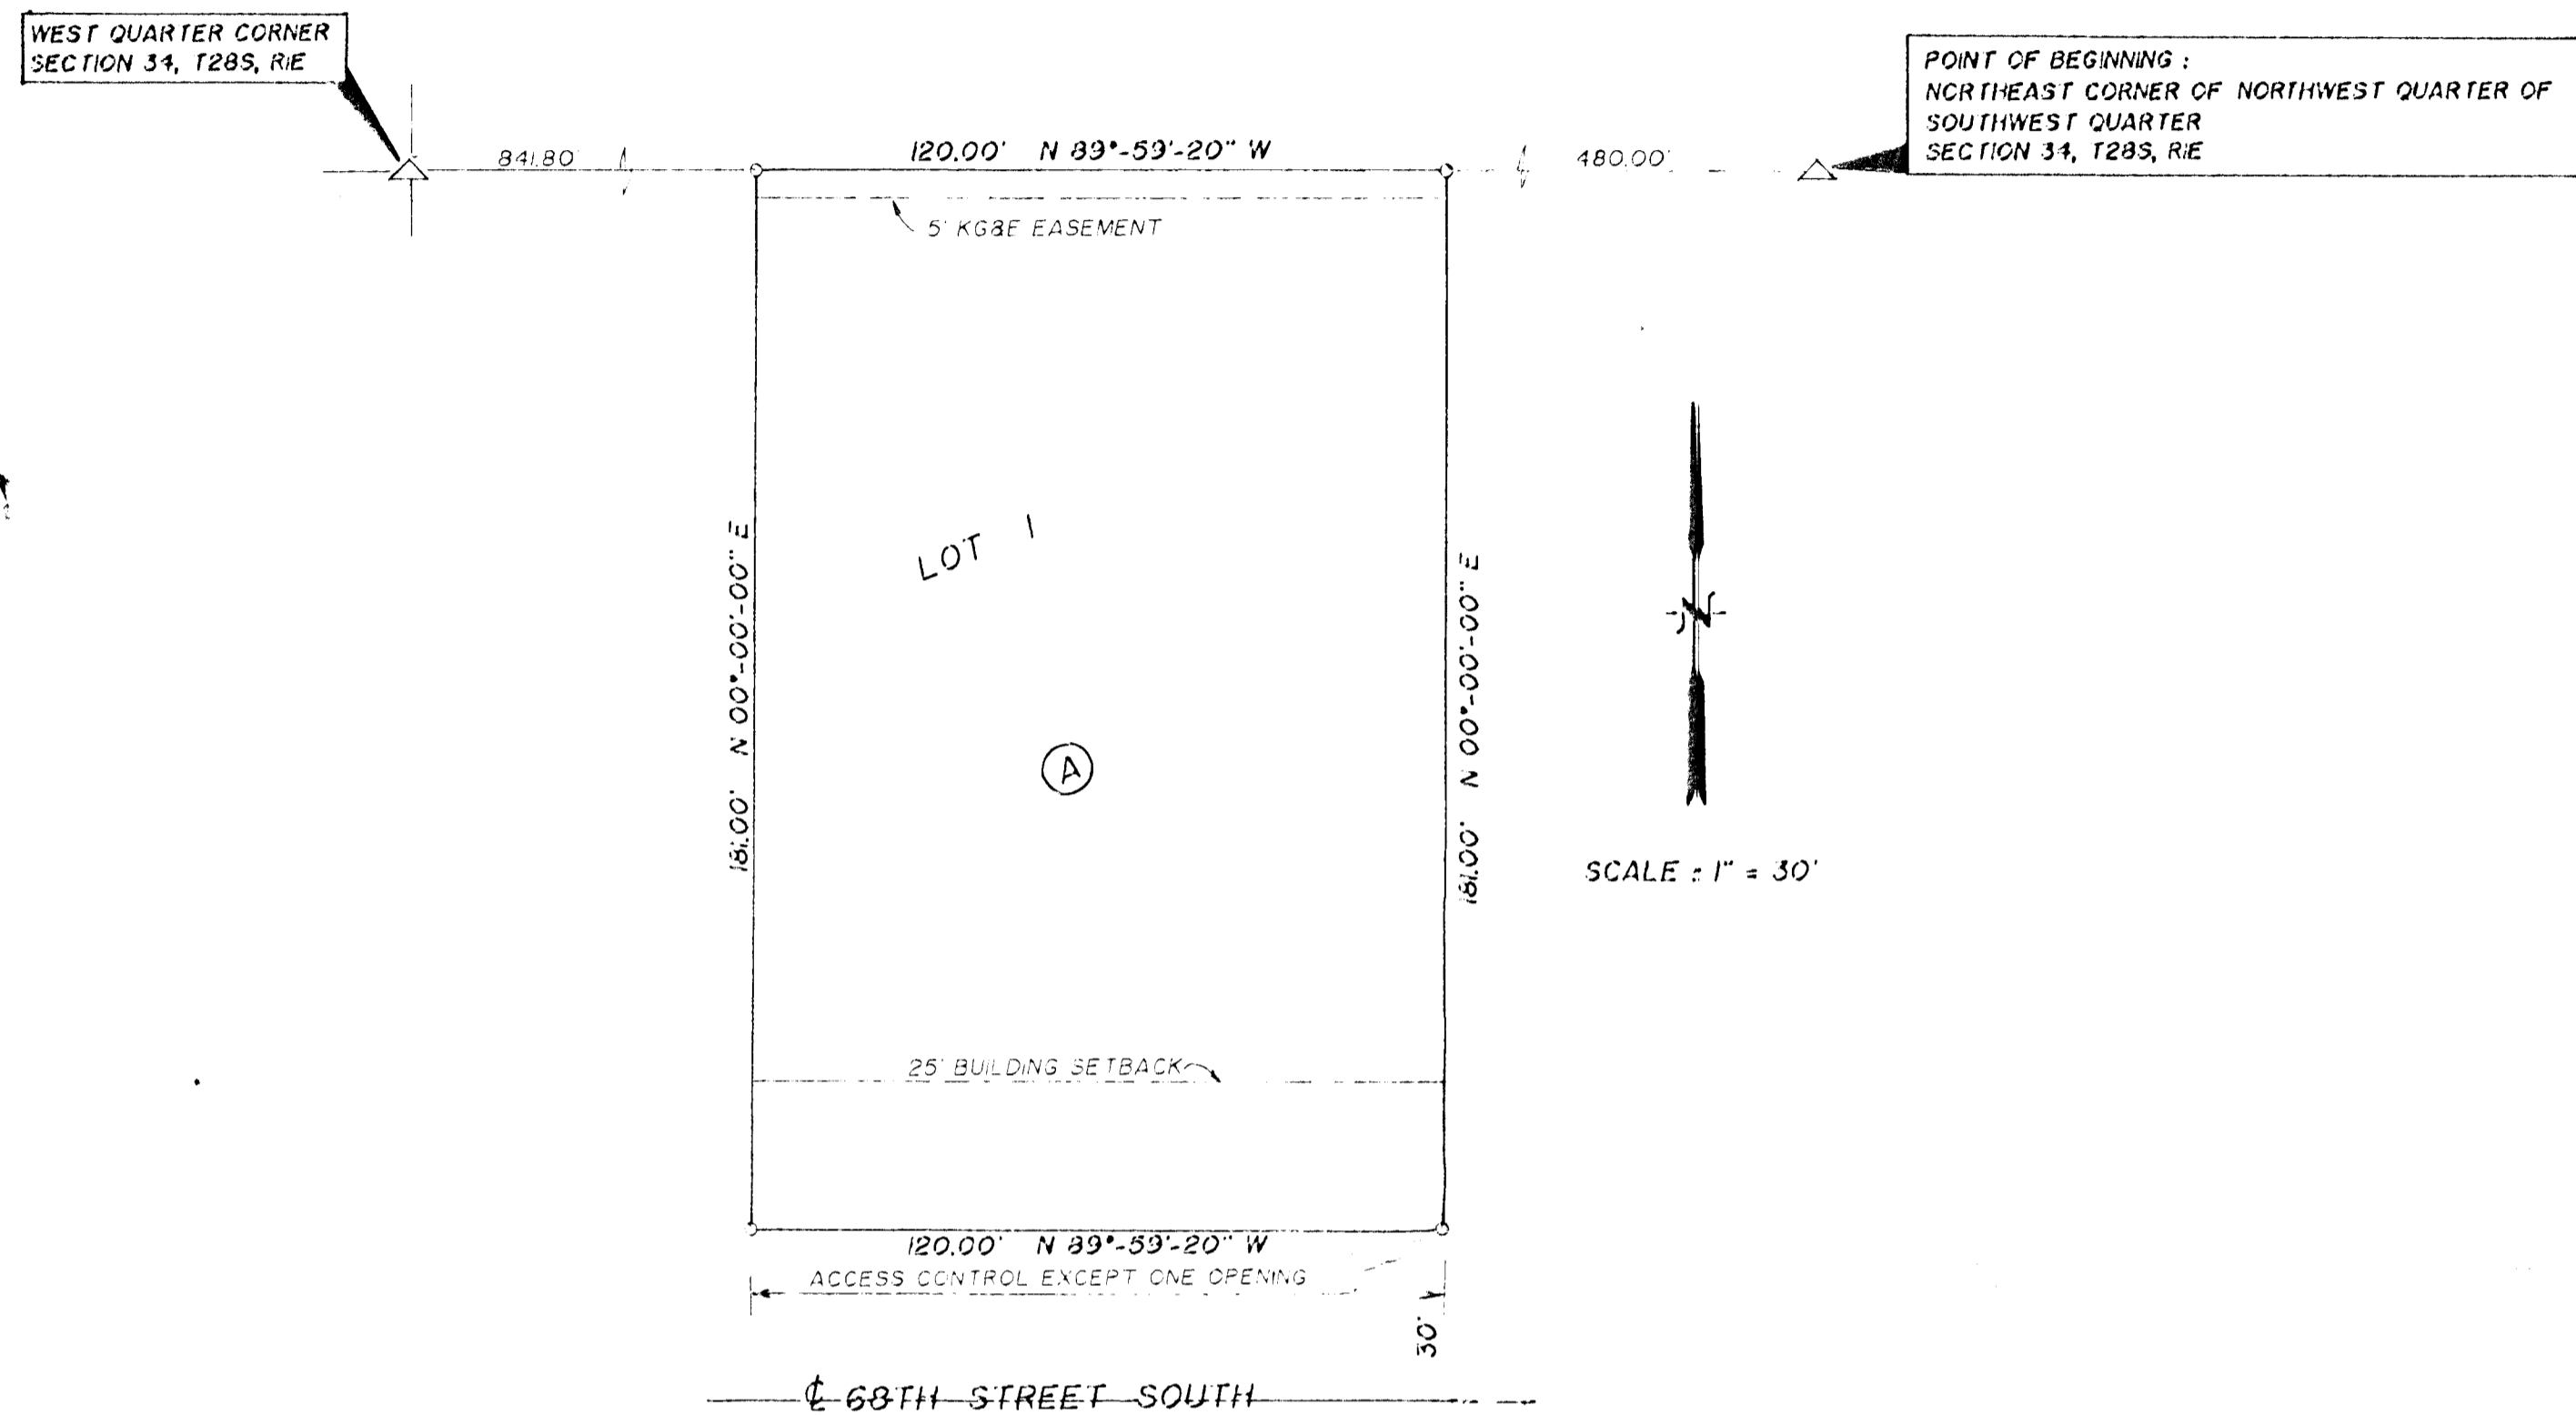 WEST QUARTER CORNER
SECTION 34, T28S, R1E
POINT OF BEGINNING :
NORTHEAST CORNER OF NORTHWEST QUARTER OF
SOUTHWEST QUARTER
SECTION 34, T28S, R1E
841.80'
120.00' N 89°-59'-20" W
480.00'
5' KG&E EASEMENT
LOT 1
181.00' N 00°-00'-00" E
181.00' N 00°-00'-00" E
A
N
SCALE : 1" = 30'
25' BUILDING SETBACK
120.00' N 89°-59'-20" W
ACCESS CONTROL EXCEPT ONE OPENING
30'
℄ 68TH STREET SOUTH